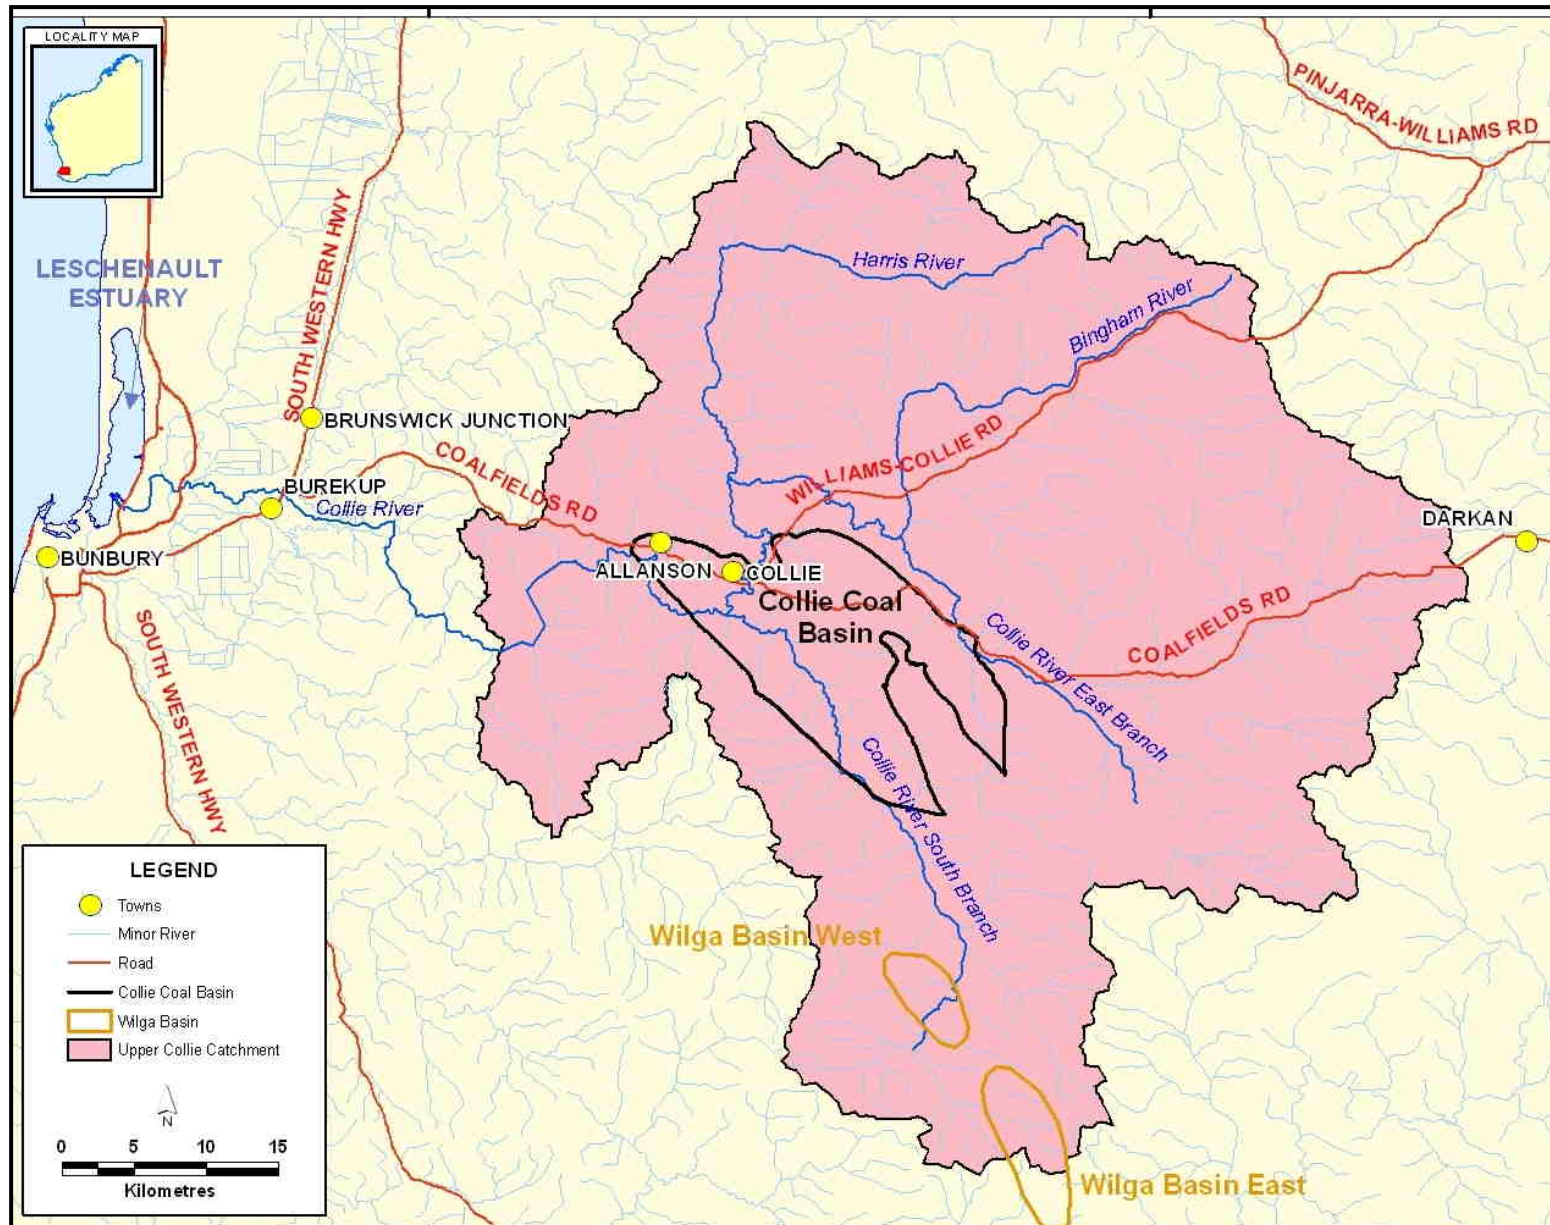 LOCALITY MAP
PINJARRA-WILLIAMS RD
SOUTH WESTERN HWY
LESCHENAULT
ESTUARY
Harris River
Bingham River
BRUNSWICK JUNCTION
COALFIELDS RD
WILLIAMS-COLLIE RD
BUREKUP
Collie River
DARKAN
BUNBURY
ALLANSON
COLLIE
Collie Coal
Basin
COALFIELDS RD
Collie River East Branch
SOUTH WESTERN HWY
Collie River South Branch
Wilga Basin West
Wilga Basin East
LEGEND
Towns
Minor River
Road
Collie Coal Basin
Wilga Basin
Upper Collie Catchment
N
0 5 10 15
Kilometres